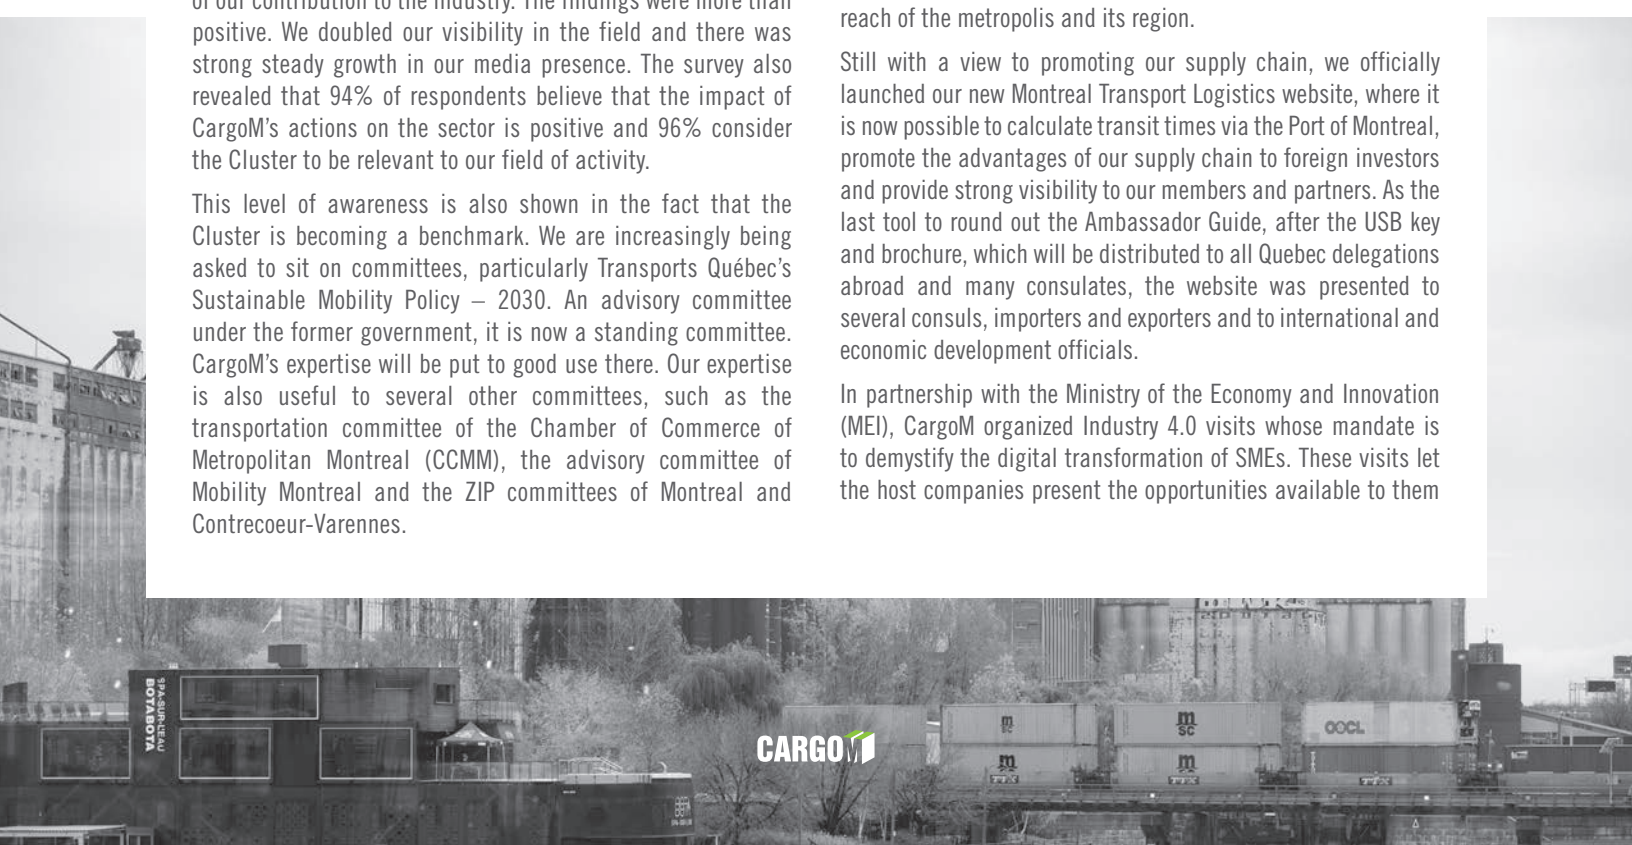 of our contribution to the industry. The findings were more than
positive. We doubled our visibility in the field and there was
strong steady growth in our media presence. The survey also
revealed that 94% of respondents believe that the impact of
CargoM’s actions on the sector is positive and 96% consider
the Cluster to be relevant to our field of activity.
This level of awareness is also shown in the fact that the
Cluster is becoming a benchmark. We are increasingly being
asked to sit on committees, particularly Transports Québec’s
Sustainable Mobility Policy – 2030. An advisory committee
under the former government, it is now a standing committee.
CargoM’s expertise will be put to good use there. Our expertise
is also useful to several other committees, such as the
transportation committee of the Chamber of Commerce of
Metropolitan Montreal (CCMM), the advisory committee of
Mobility Montreal and the ZIP committees of Montreal and
Contrecoeur-Varennes.
reach of the metropolis and its region.
Still with a view to promoting our supply chain, we officially
launched our new Montreal Transport Logistics website, where it
is now possible to calculate transit times via the Port of Montreal,
promote the advantages of our supply chain to foreign investors
and provide strong visibility to our members and partners. As the
last tool to round out the Ambassador Guide, after the USB key
and brochure, which will be distributed to all Quebec delegations
abroad and many consulates, the website was presented to
several consuls, importers and exporters and to international and
economic development officials.
In partnership with the Ministry of the Economy and Innovation
(MEI), CargoM organized Industry 4.0 visits whose mandate is
to demystify the digital transformation of SMEs. These visits let
the host companies present the opportunities available to them
SPA-SUR-L'EAU
BOTABOTA
CARGOM
m
SC
m
SC
OOCL
m
TTX
m
TTX
TTX